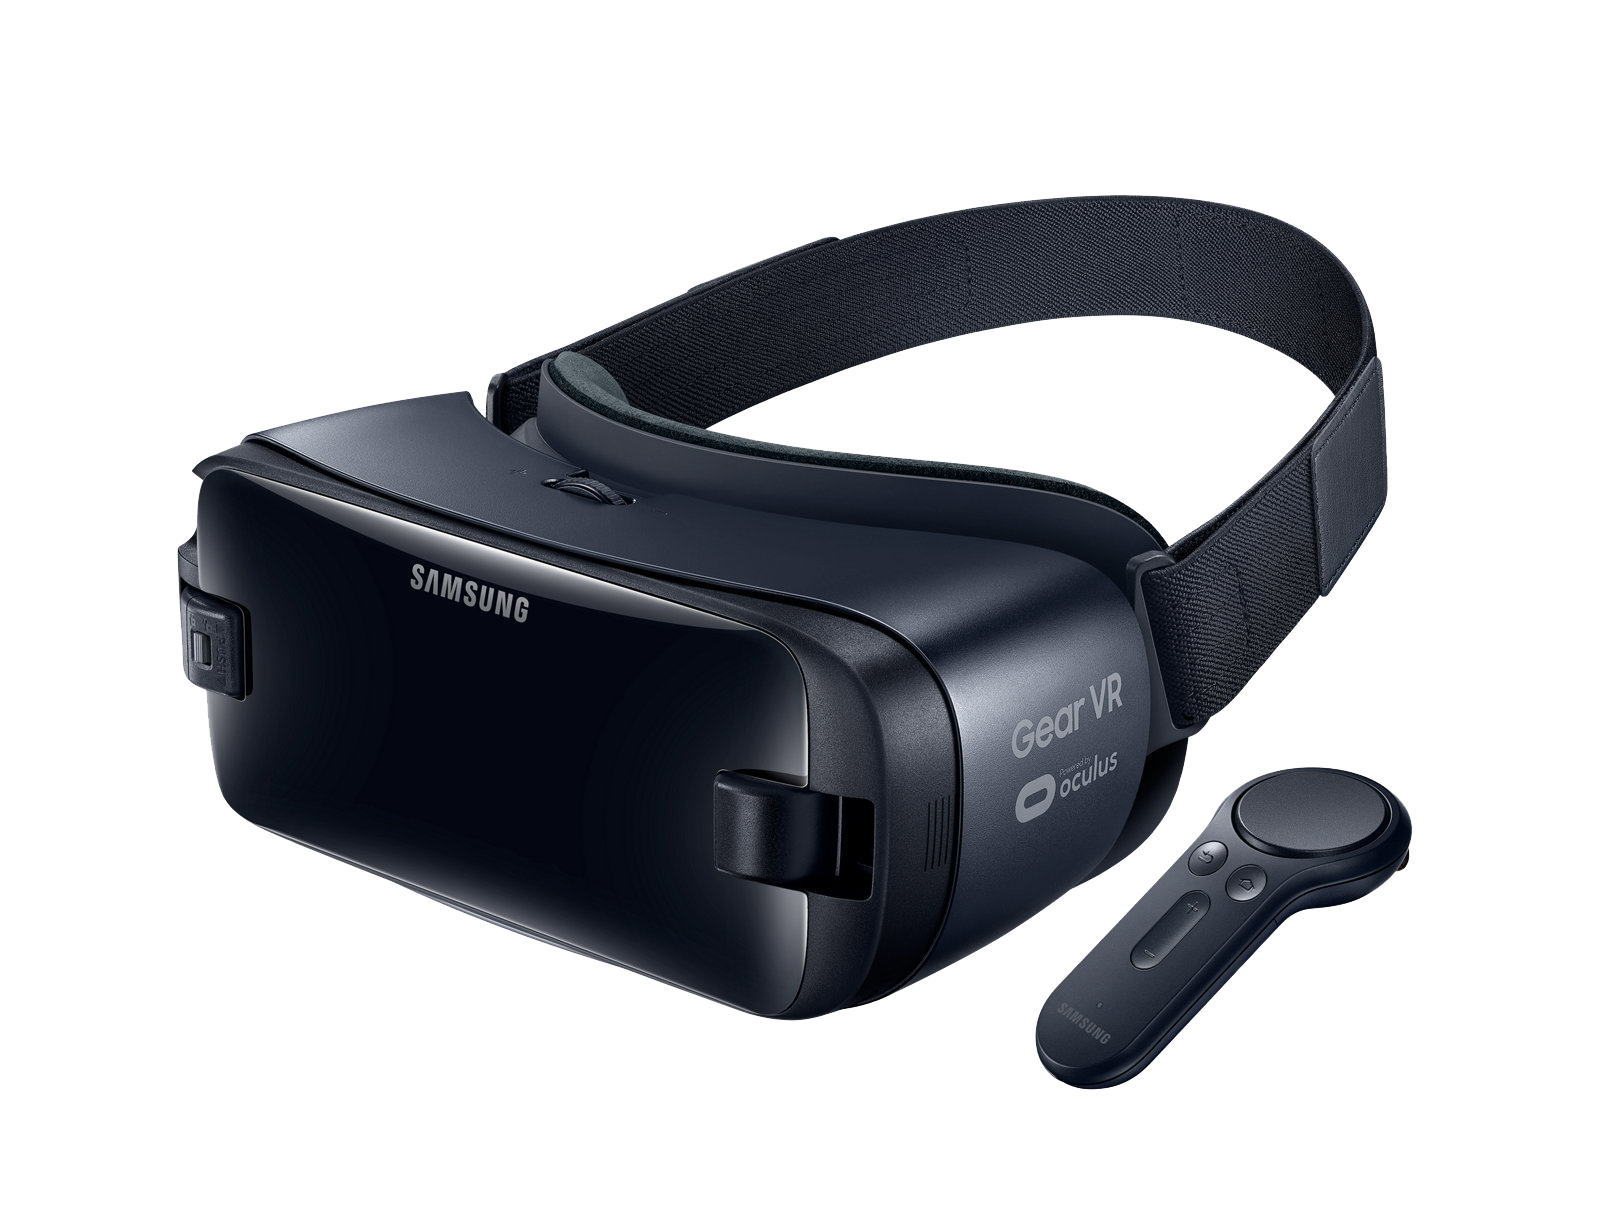 SAMSUNG
Gear VR
Powered by
oculus
SAMSUNG